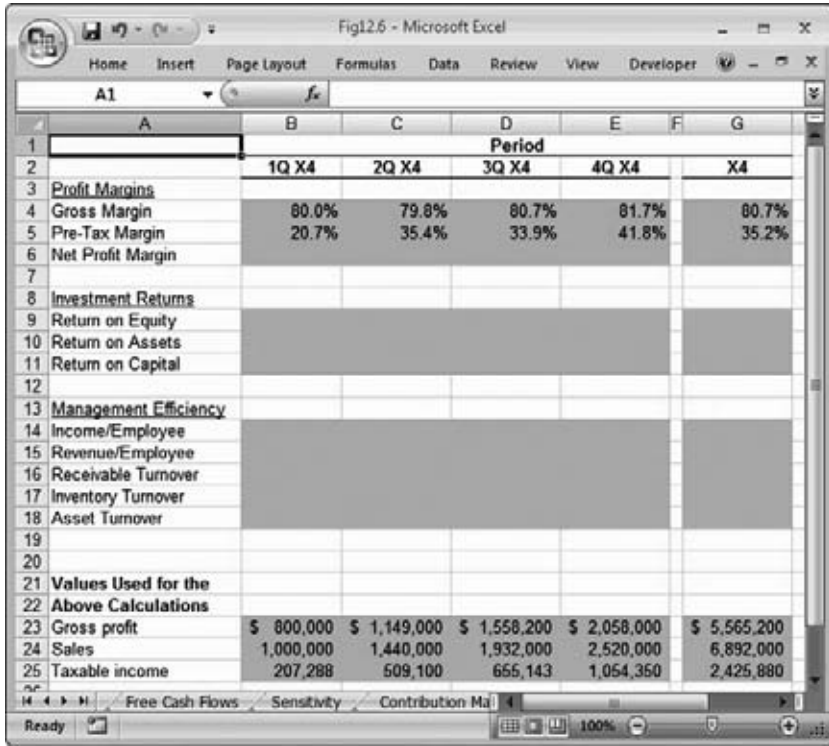 Fig12.6 - Microsoft Excel
Home Insert Page Layout Formulas Data Review View Developer
A1 fx
A B C D E F G
1 Period
2 1Q X4 2Q X4 3Q X4 4Q X4 X4
3 Profit Margins
4 Gross Margin 80.0% 79.8% 80.7% 81.7% 80.7%
5 Pre-Tax Margin 20.7% 35.4% 33.9% 41.8% 35.2%
6 Net Profit Margin
7
8 Investment Returns
9 Return on Equity
10 Return on Assets
11 Return on Capital
12
13 Management Efficiency
14 Income/Employee
15 Revenue/Employee
16 Receivable Turnover
17 Inventory Turnover
18 Asset Turnover
19
20
21 Values Used for the
22 Above Calculations
23 Gross profit $ 800,000 $ 1,149,000 $ 1,558,200 $ 2,058,000 $ 5,565,200
24 Sales 1,000,000 1,440,000 1,932,000 2,520,000 6,892,000
25 Taxable income 207,288 509,100 655,143 1,054,350 2,425,880
Free Cash Flows Sensitivity Contribution Ma
Ready 100%